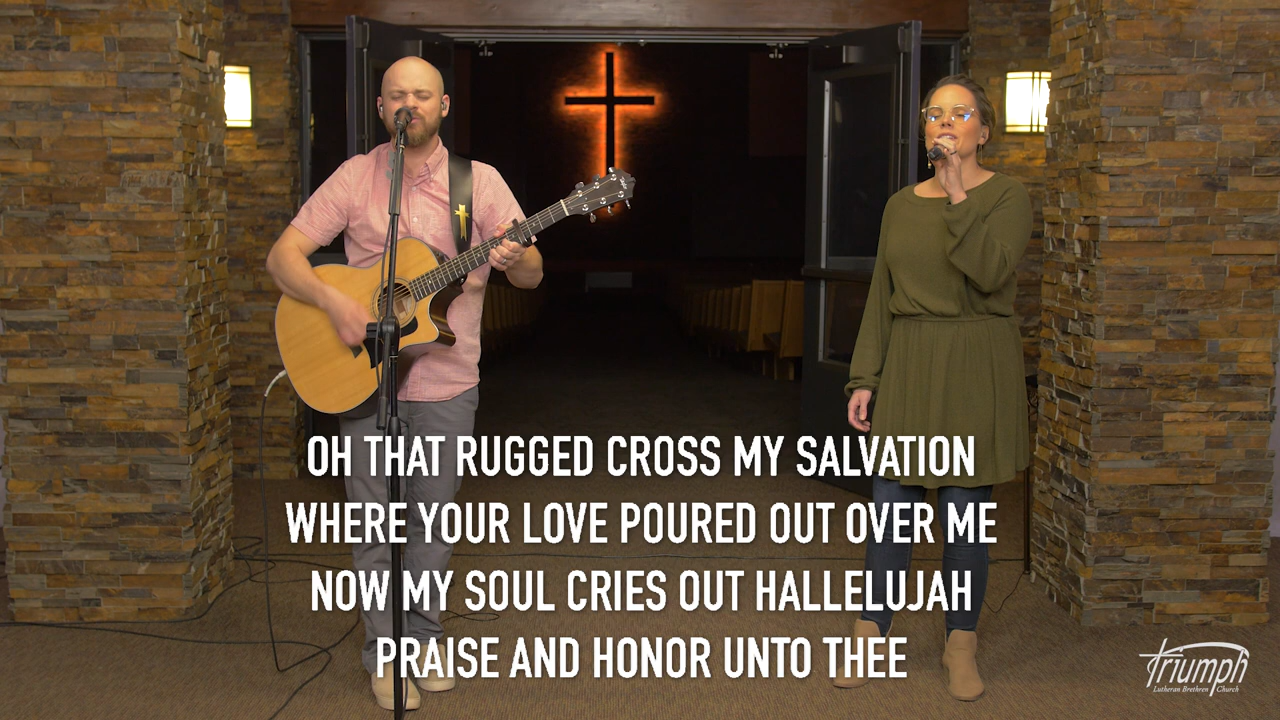 OH THAT RUGGED CROSS MY SALVATION
WHERE YOUR LOVE POURED OUT OVER ME
NOW MY SOUL CRIES OUT HALLELUJAH
PRAISE AND HONOR UNTO THEE
Triumph
Lutheran Brethren Church